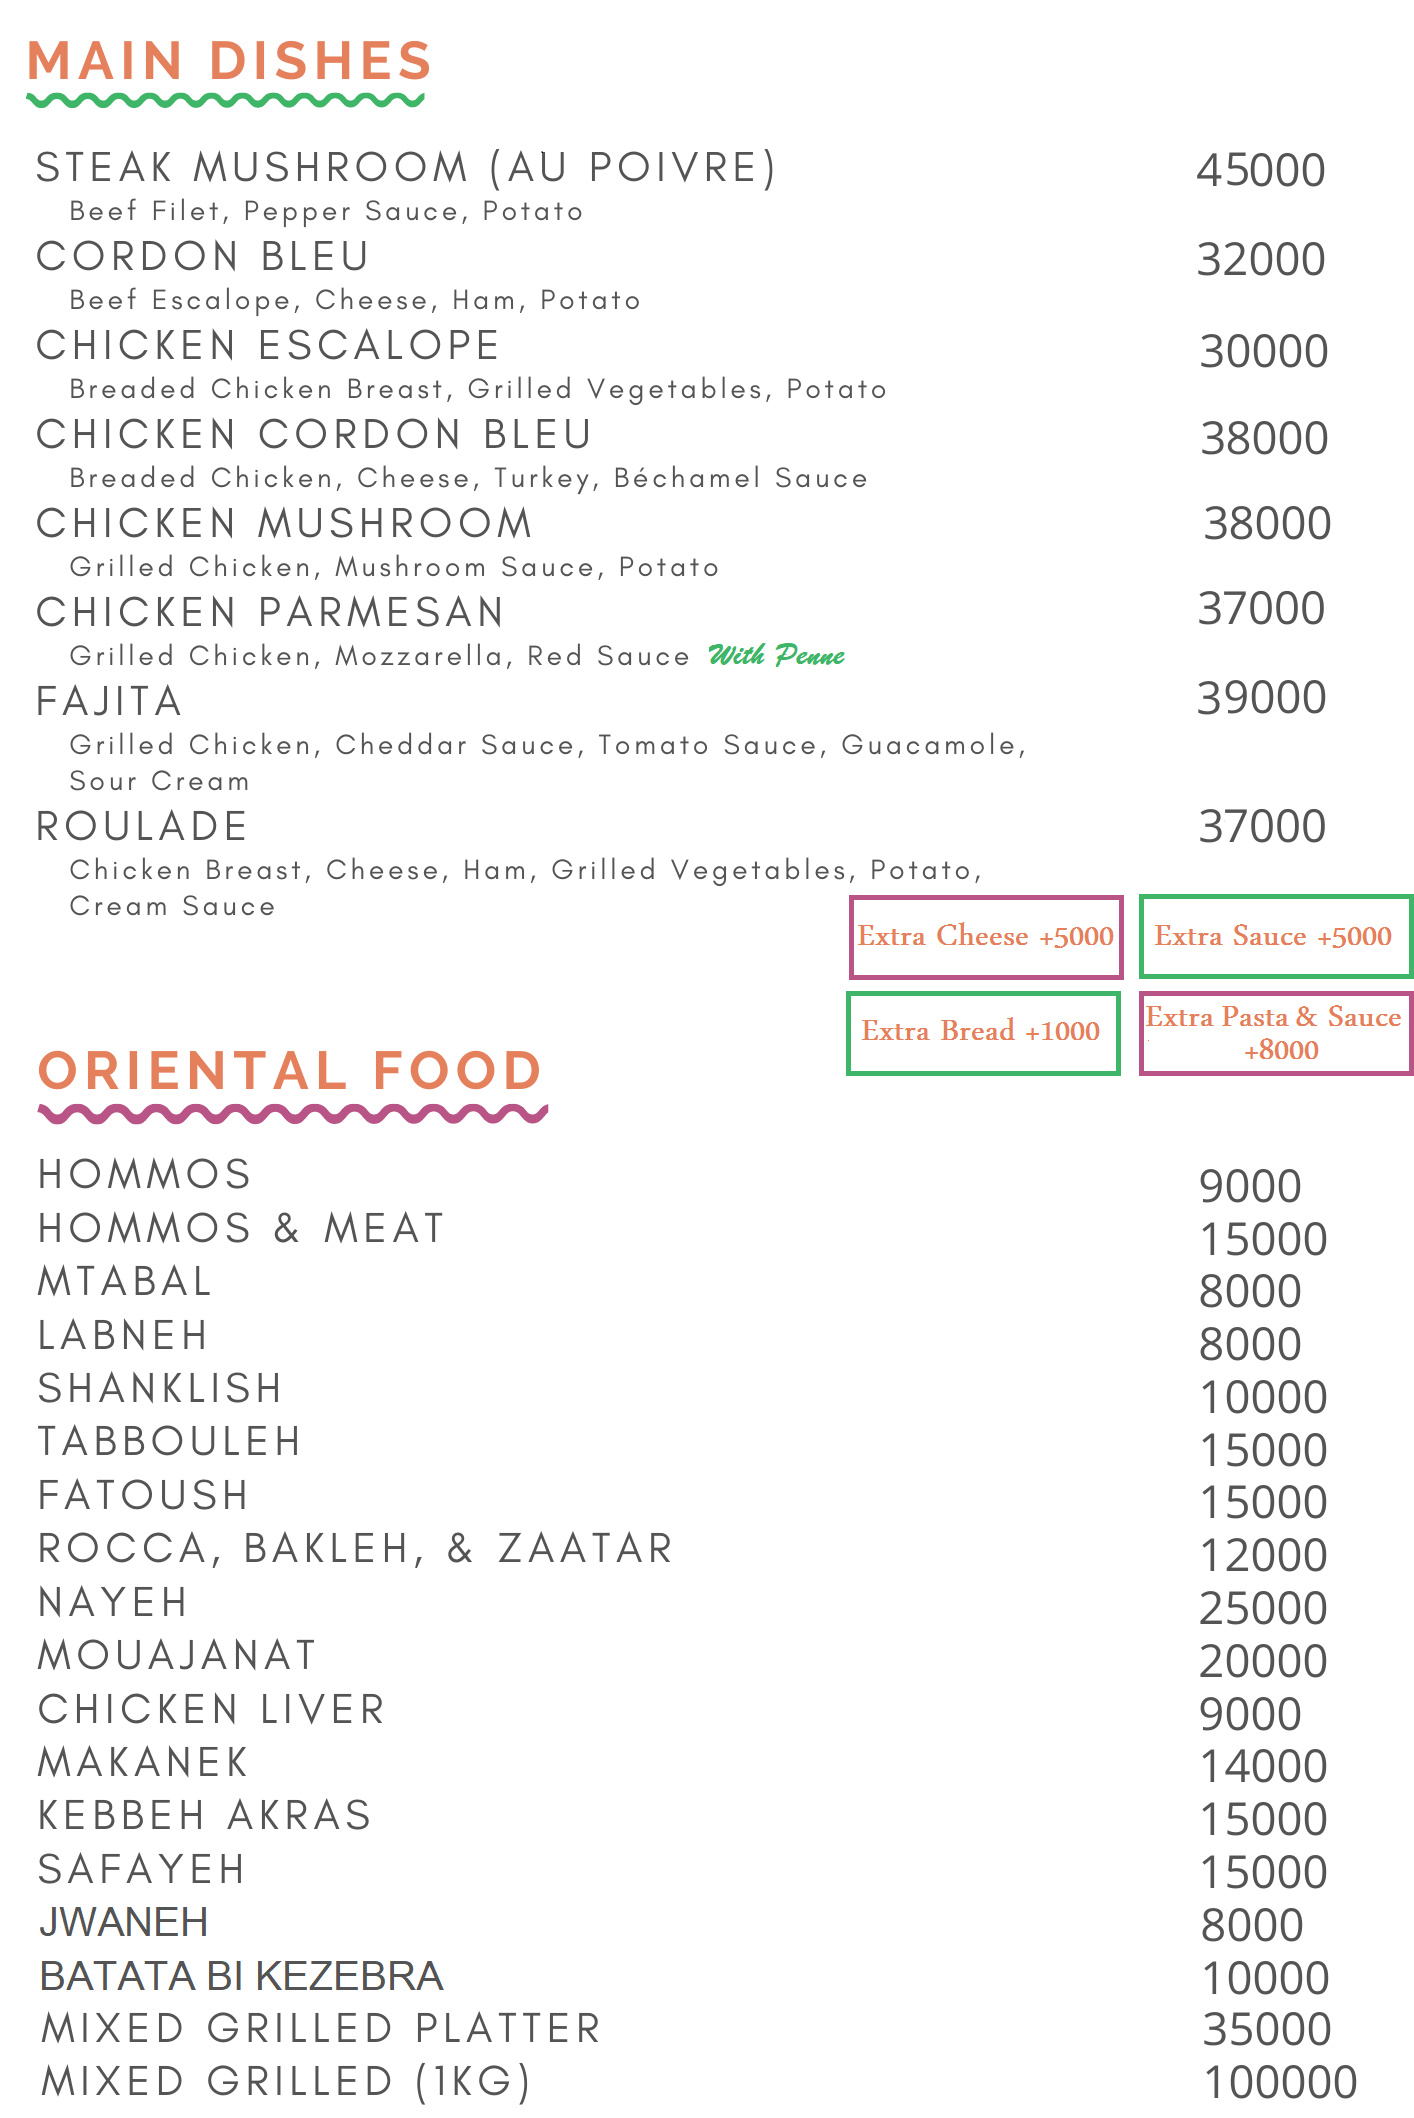 MAIN DISHES
STEAK MUSHROOM (AU POIVRE) 45000
Beef Filet, Pepper Sauce, Potato
CORDON BLEU 32000
Beef Escalope, Cheese, Ham, Potato
CHICKEN ESCALOPE 30000
Breaded Chicken Breast, Grilled Vegetables, Potato
CHICKEN CORDON BLEU 38000
Breaded Chicken, Cheese, Turkey, Béchamel Sauce
CHICKEN MUSHROOM 38000
Grilled Chicken, Mushroom Sauce, Potato
CHICKEN PARMESAN 37000
Grilled Chicken, Mozzarella, Red Sauce With Penne
FAJITA 39000
Grilled Chicken, Cheddar Sauce, Tomato Sauce, Guacamole,
Sour Cream
ROULADE 37000
Chicken Breast, Cheese, Ham, Grilled Vegetables, Potato,
Cream Sauce
Extra Cheese +5000
Extra Sauce +5000
Extra Bread +1000
Extra Pasta & Sauce
+8000
ORIENTAL FOOD
HOMMOS 9000
HOMMOS & MEAT 15000
MTABAL 8000
LABNEH 8000
SHANKLISH 10000
TABBOULEH 15000
FATOUSH 15000
ROCCA, BAKLEH, & ZAATAR 12000
NAYEH 25000
MOUAJANAT 20000
CHICKEN LIVER 9000
MAKANEK 14000
KEBBEH AKRAS 15000
SAFAYEH 15000
JWANEH 8000
BATATA BI KEZEBRA 10000
MIXED GRILLED PLATTER 35000
MIXED GRILLED (1KG) 100000